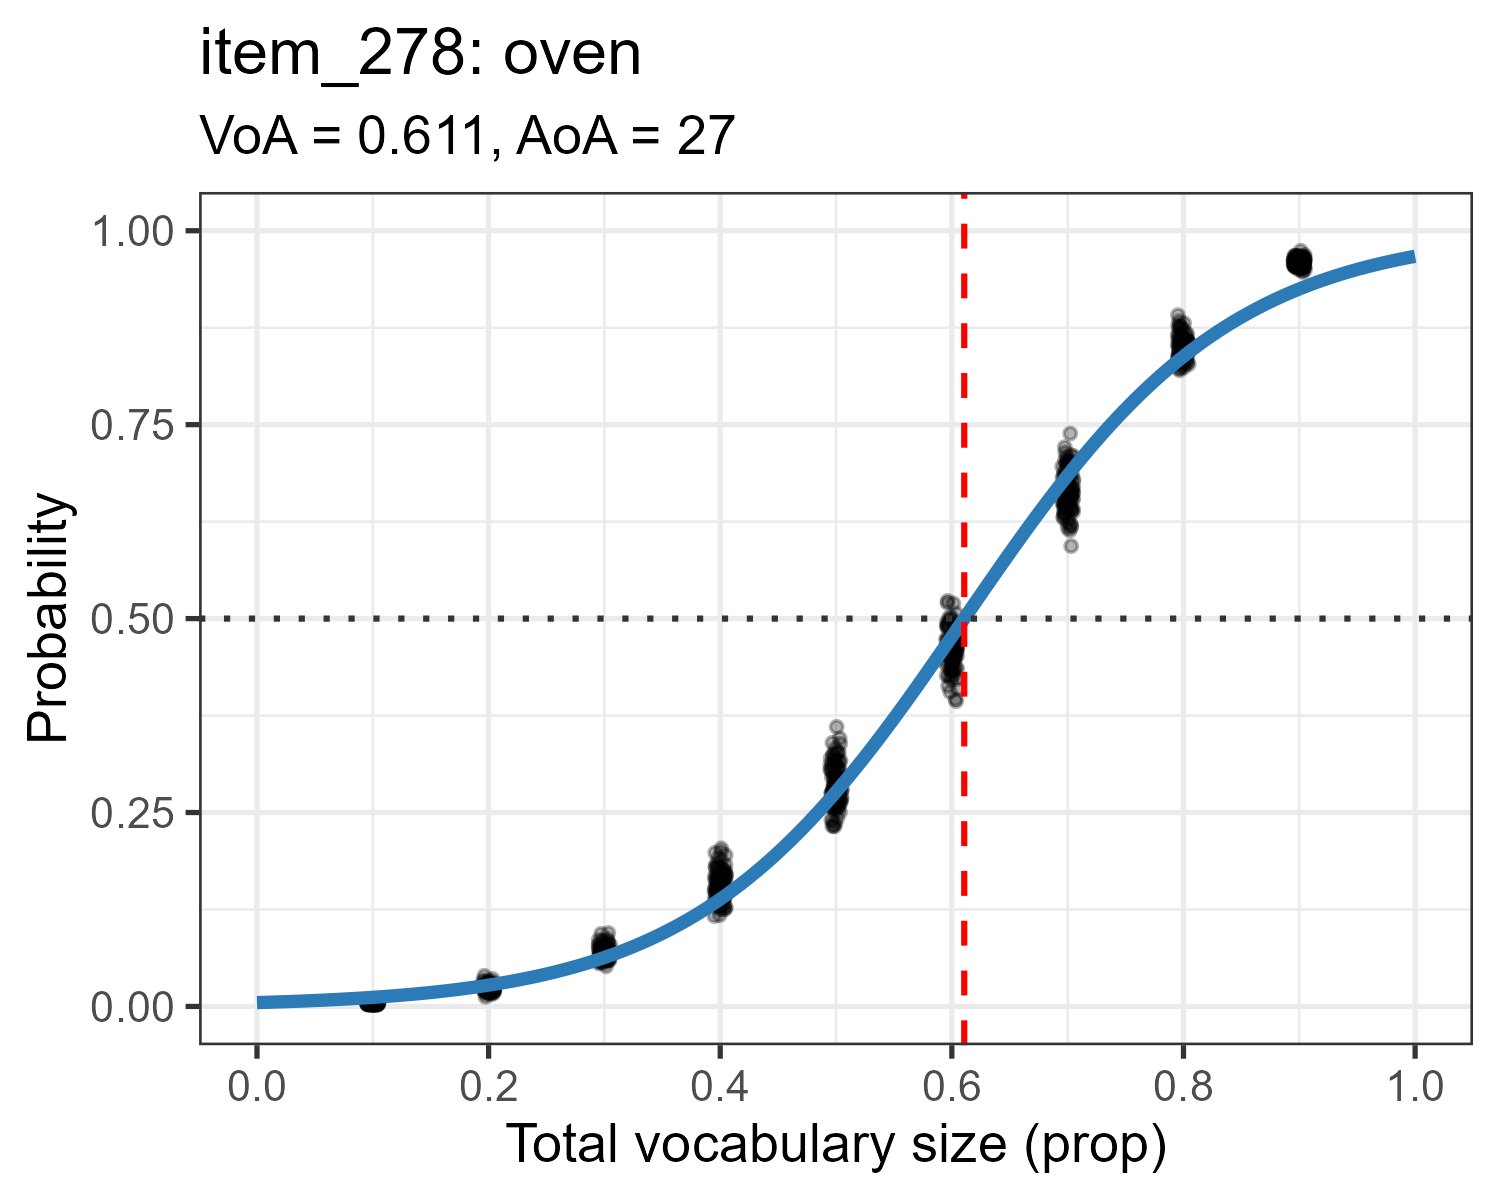 item_278: oven
VoA = 0.611, AoA = 27
1.00
0.75
0.50
0.25
0.00
Probability
0.0 0.2 0.4 0.6 0.8 1.0
Total vocabulary size (prop)